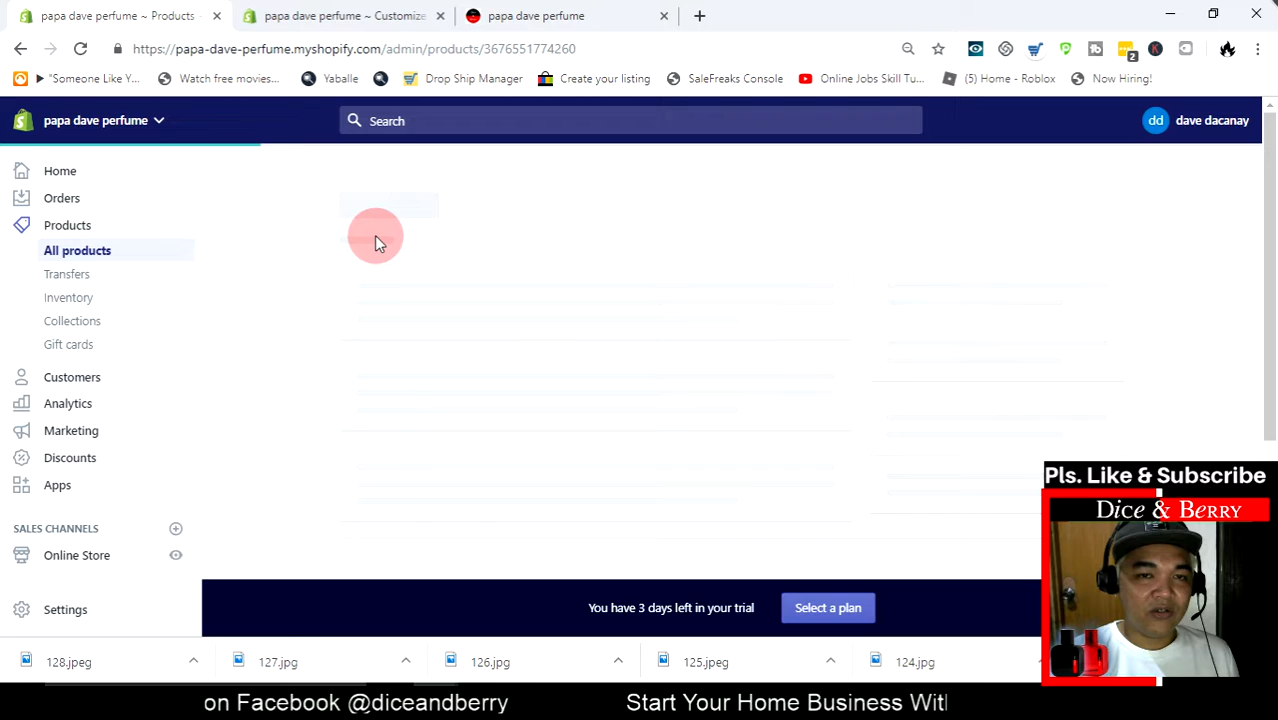 papa dave perfume ~ Products
papa dave perfume ~ Customize
papa dave perfume
https://papa-dave-perfume.myshopify.com/admin/products/3676551774260
2
"Someone Like Y...
Watch free movies...
Yaballe
Drop Ship Manager
Create your listing
SaleFreaks Console
Online Jobs Skill Tu...
(5) Home - Roblox
Now Hiring!
papa dave perfume
Search
dd
dave dacanay
Home
Orders
Products
All products
Transfers
Inventory
Collections
Gift cards
Customers
Analytics
Marketing
Discounts
Apps
SALES CHANNELS
Online Store
Settings
You have 3 days left in your trial
Select a plan
Pls. Like & Subscribe
Dice & Berry
128.jpeg
127.jpg
126.jpg
125.jpeg
124.jpg
on Facebook @diceandberry
Start Your Home Business With